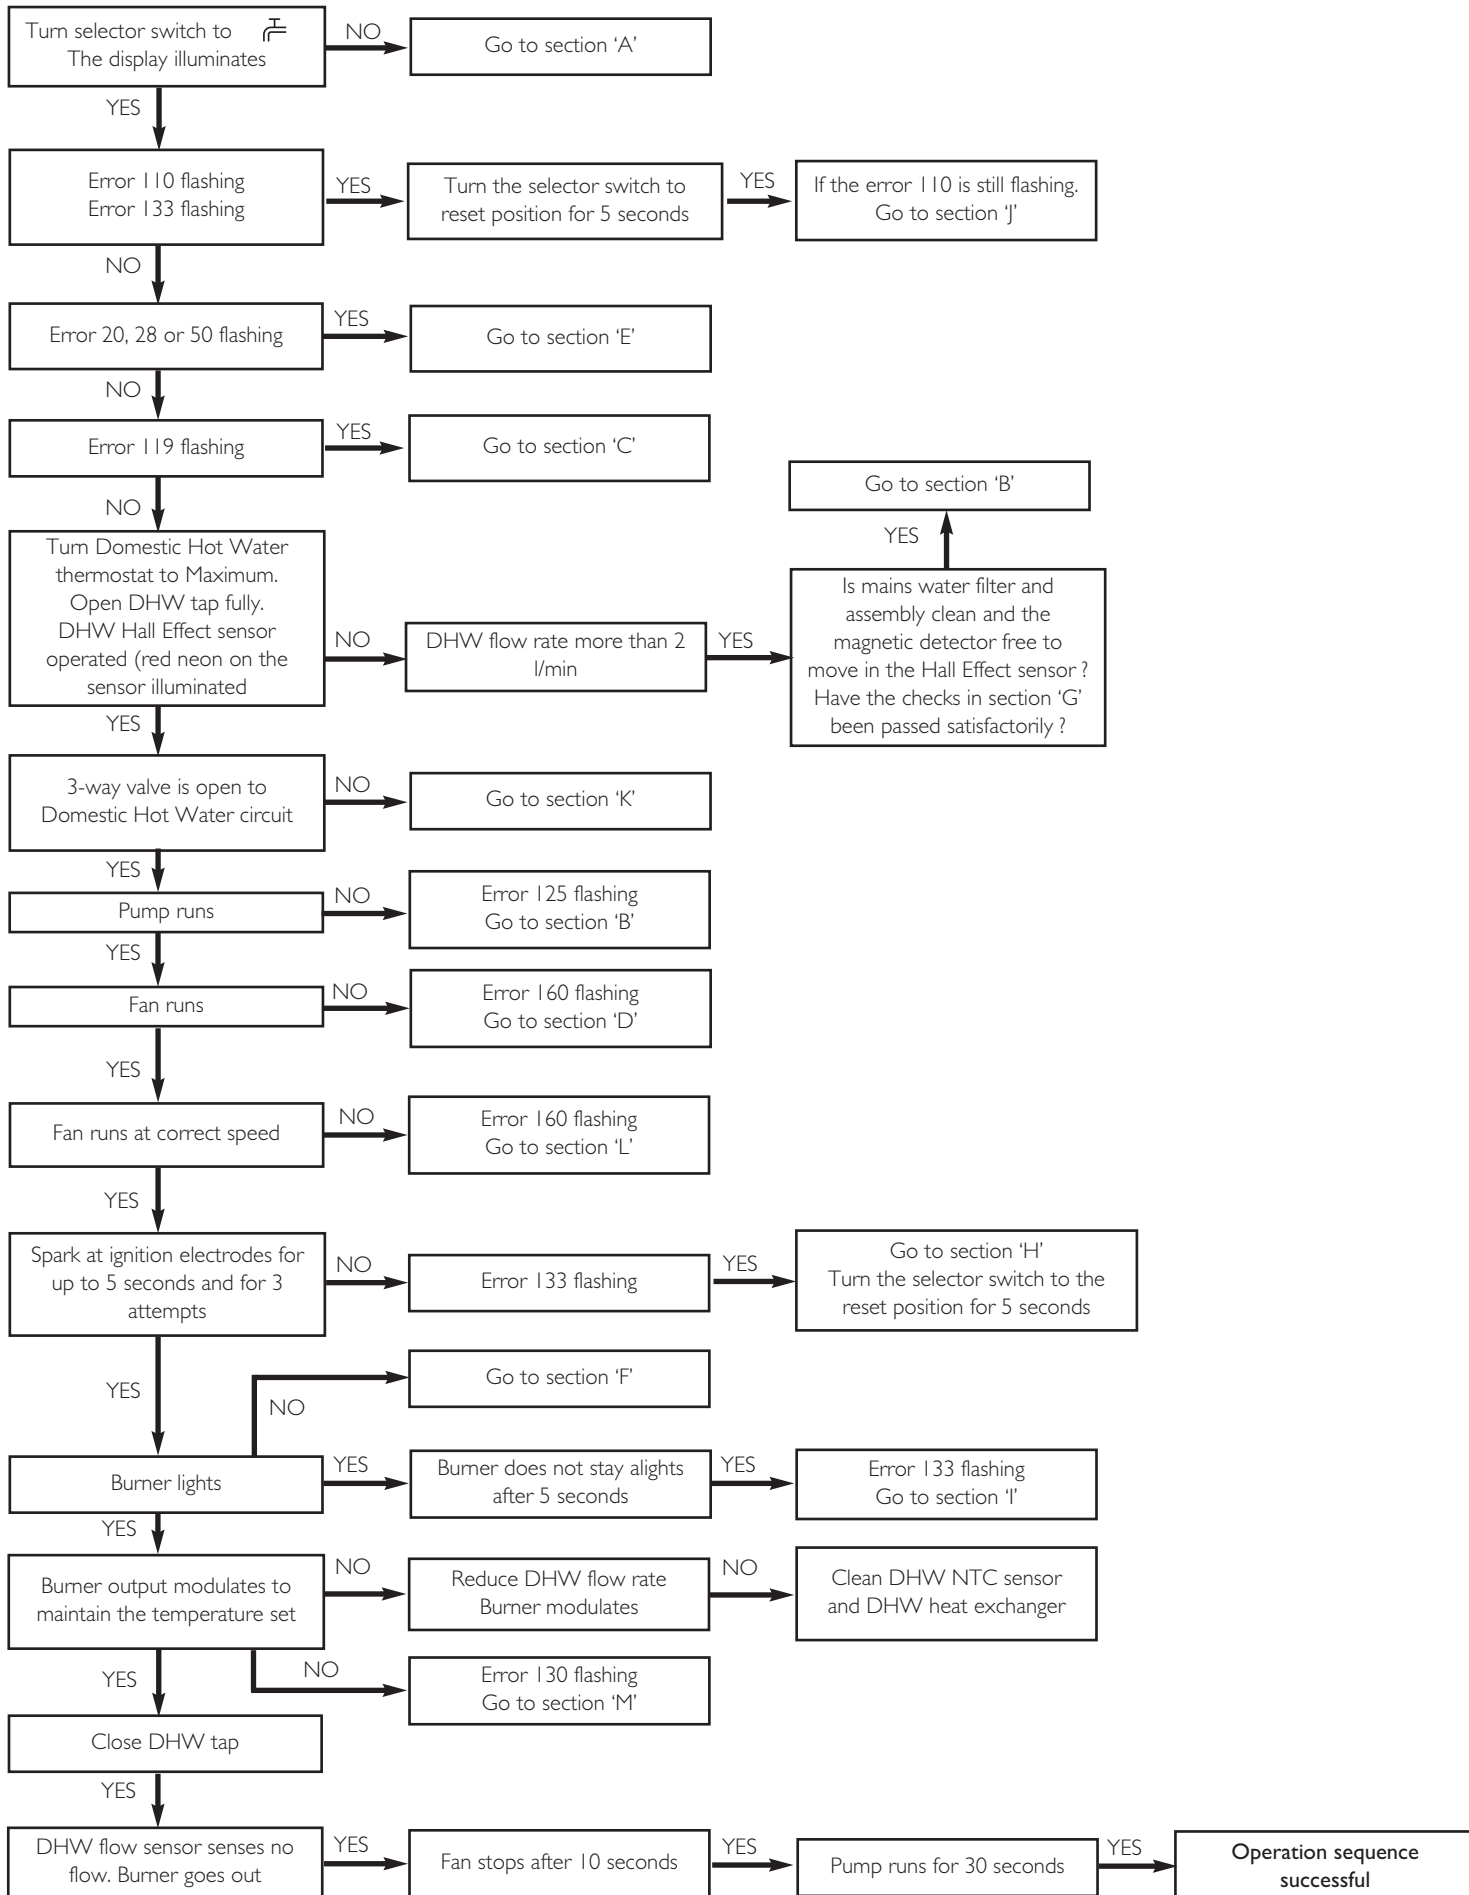 Turn selector switch to
The display illuminates
NO
Go to section ‘A’
YES
Error 110 flashing
Error 133 flashing
YES
Turn the selector switch to
reset position for 5 seconds
YES
If the error 110 is still flashing.
Go to section ‘J’
NO
Error 20, 28 or 50 flashing
YES
Go to section ‘E’
NO
Error 119 flashing
YES
Go to section ‘C’
NO
Turn Domestic Hot Water
thermostat to Maximum.
Open DHW tap fully.
DHW Hall Effect sensor
operated (red neon on the
sensor illuminated
NO
DHW flow rate more than 2
l/min
YES
Is mains water filter and
assembly clean and the
magnetic detector free to
move in the Hall Effect sensor ?
Have the checks in section ‘G’
been passed satisfactorily ?
YES
Go to section ‘B’
YES
3-way valve is open to
Domestic Hot Water circuit
NO
Go to section ‘K’
YES
Pump runs
NO
Error 125 flashing
Go to section ‘B’
YES
Fan runs
NO
Error 160 flashing
Go to section ‘D’
YES
Fan runs at correct speed
NO
Error 160 flashing
Go to section ‘L’
YES
Spark at ignition electrodes for
up to 5 seconds and for 3
attempts
NO
Error 133 flashing
YES
Go to section ‘H’
Turn the selector switch to the
reset position for 5 seconds
YES
Go to section ‘F’
NO
Burner lights
YES
Burner does not stay alights
after 5 seconds
YES
Error 133 flashing
Go to section ‘I’
YES
Burner output modulates to
maintain the temperature set
NO
Reduce DHW flow rate
Burner modulates
NO
Clean DHW NTC sensor
and DHW heat exchanger
NO
Error 130 flashing
Go to section ‘M’
YES
Close DHW tap
YES
DHW flow sensor senses no
flow. Burner goes out
YES
Fan stops after 10 seconds
YES
Pump runs for 30 seconds
YES
Operation sequence
successful